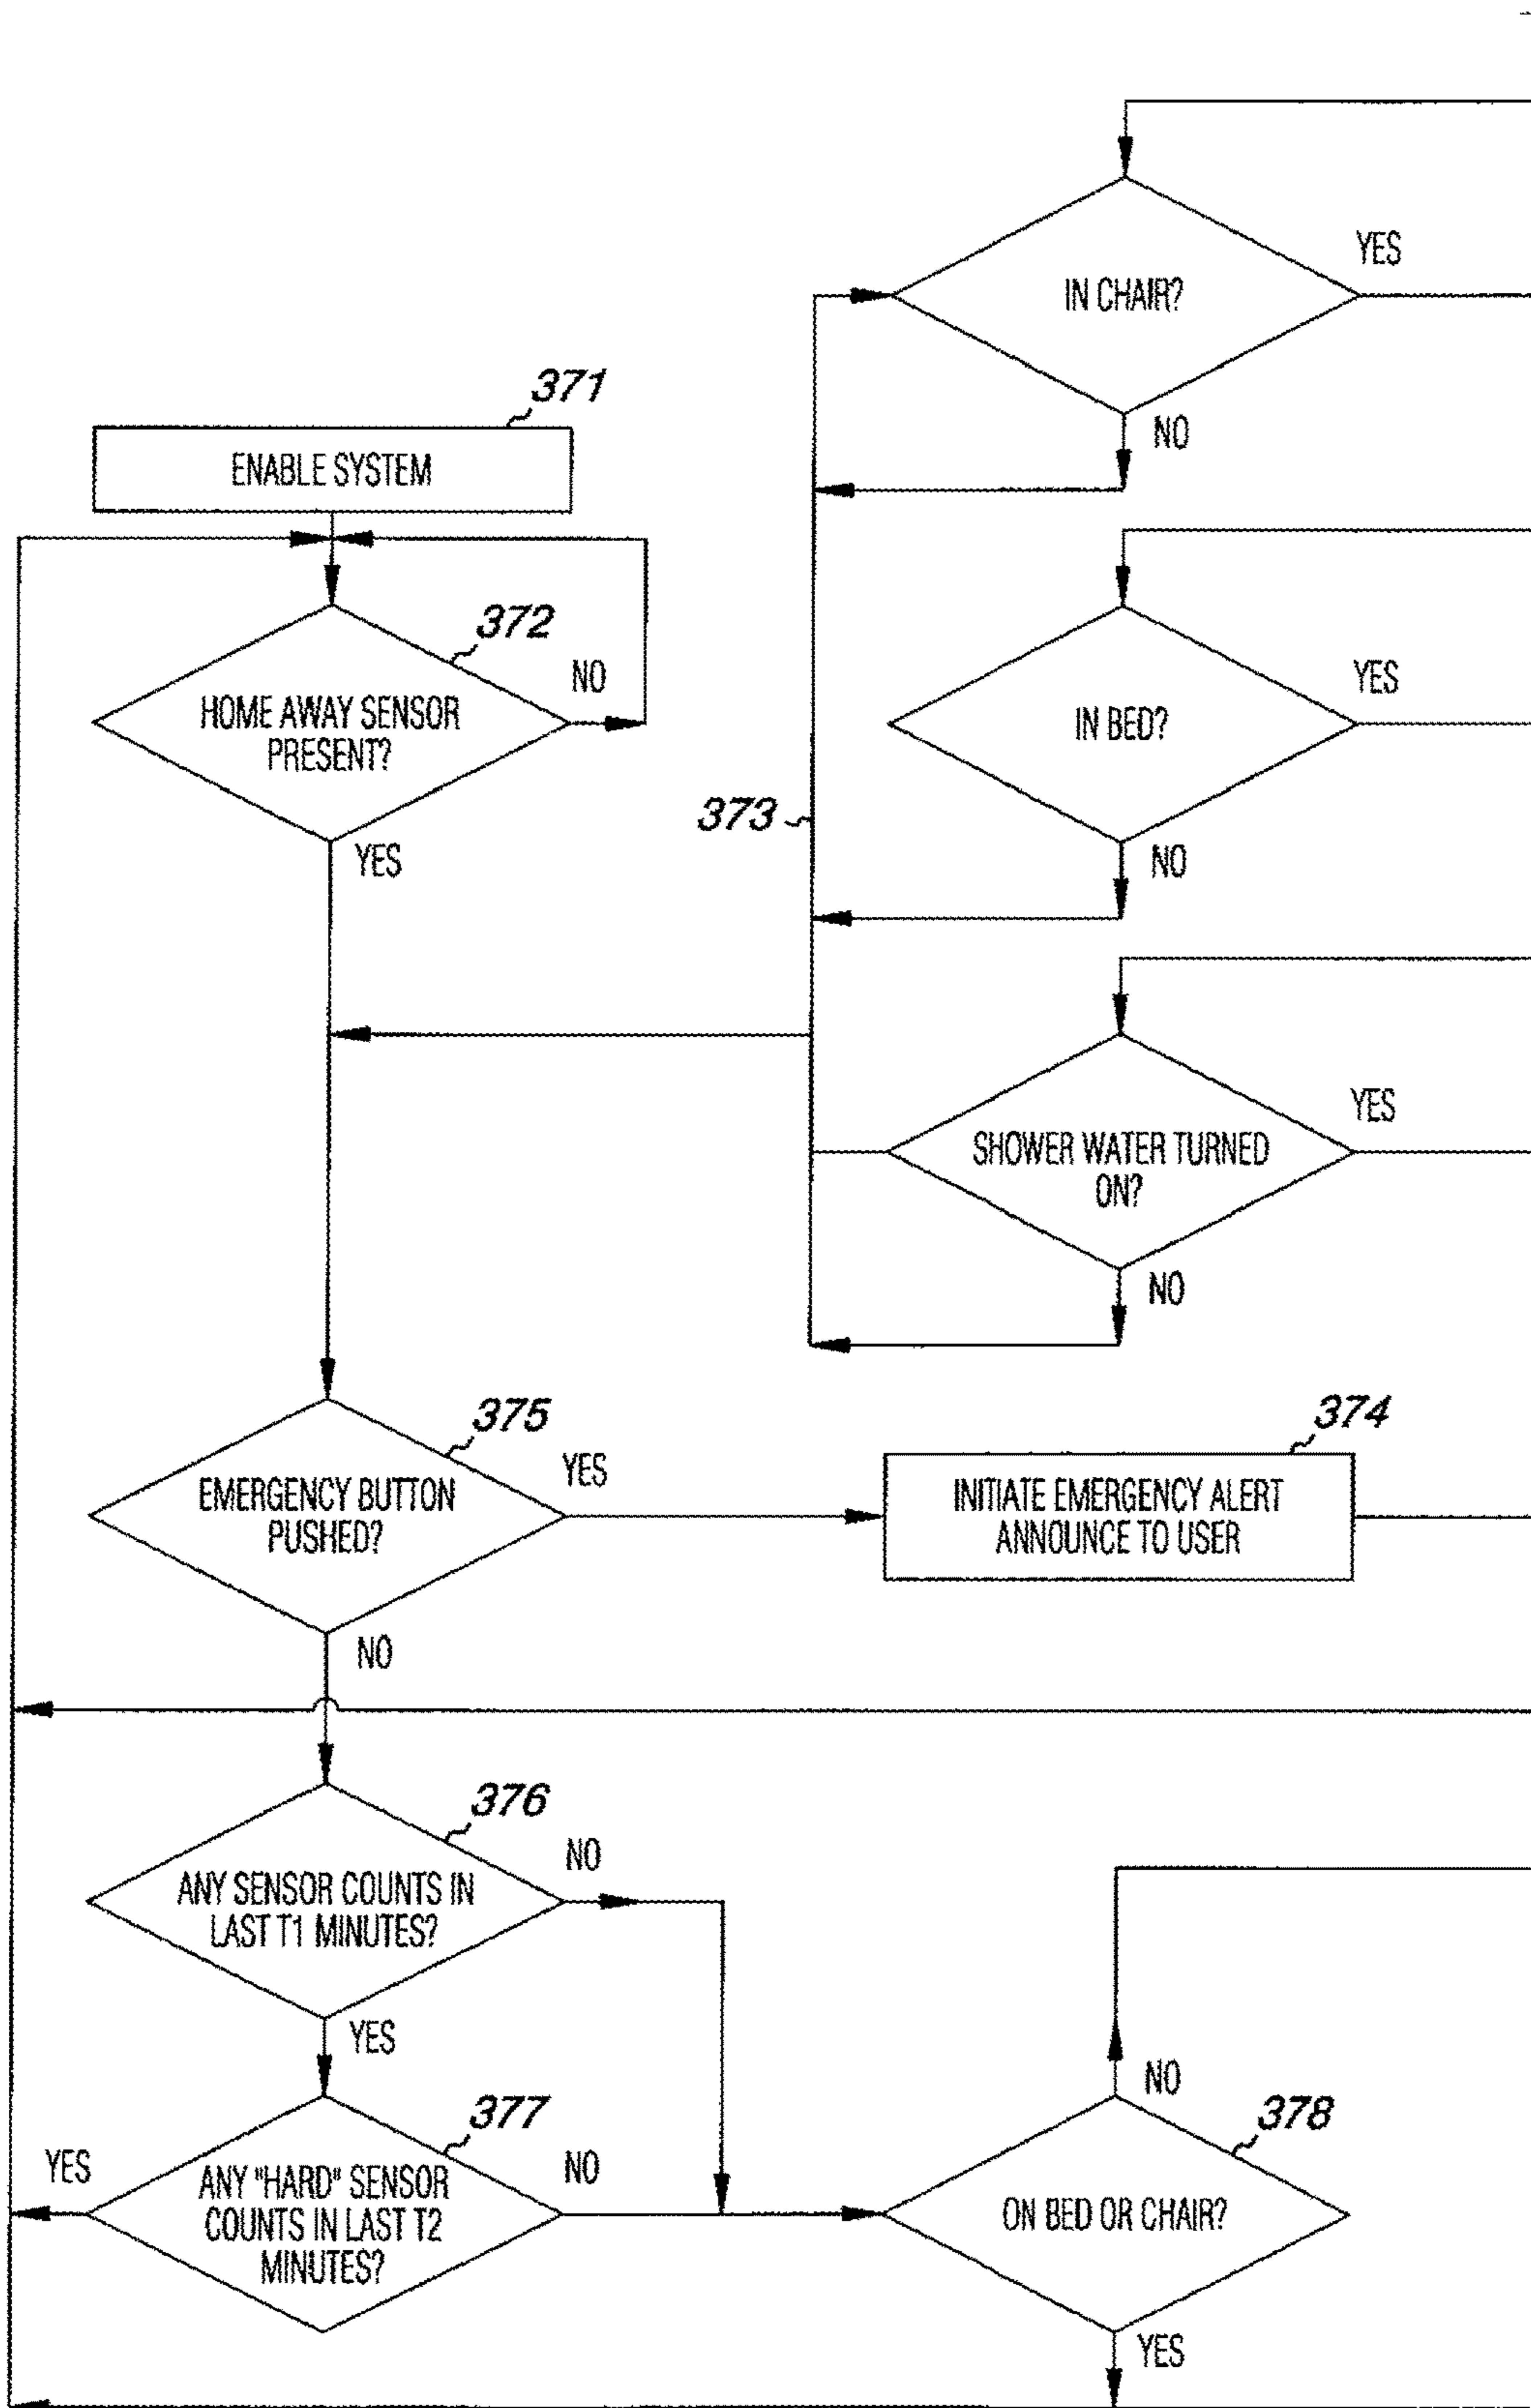 YES
IN CHAIR?
NO
371
ENABLE SYSTEM
372
NO
HOME AWAY SENSOR
PRESENT?
YES
YES
IN BED?
373
NO
YES
SHOWER WATER TURNED
ON?
NO
375
YES
EMERGENCY BUTTON
PUSHED?
NO
374
INITIATE EMERGENCY ALERT
ANNOUNCE TO USER
376
NO
ANY SENSOR COUNTS IN
LAST T1 MINUTES?
YES
377
YES
NO
ANY "HARD" SENSOR
COUNTS IN LAST T2
MINUTES?
NO
378
ON BED OR CHAIR?
YES